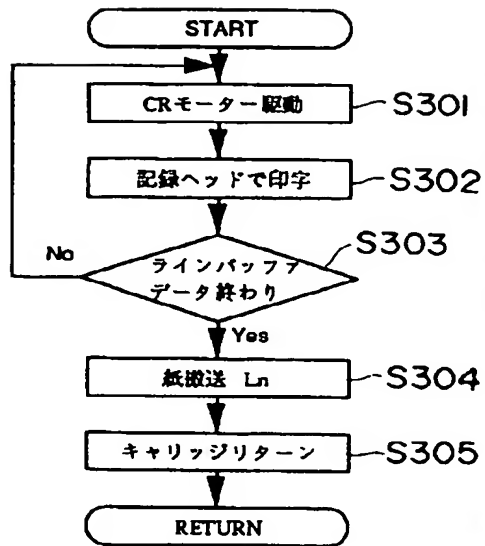 START
CRモーター駆動
S301
記録ヘッドで印字
S302
ラインバッファ
データ終わり
S303
No
Yes
紙搬送 Ln
S304
キャリッジリターン
S305
RETURN